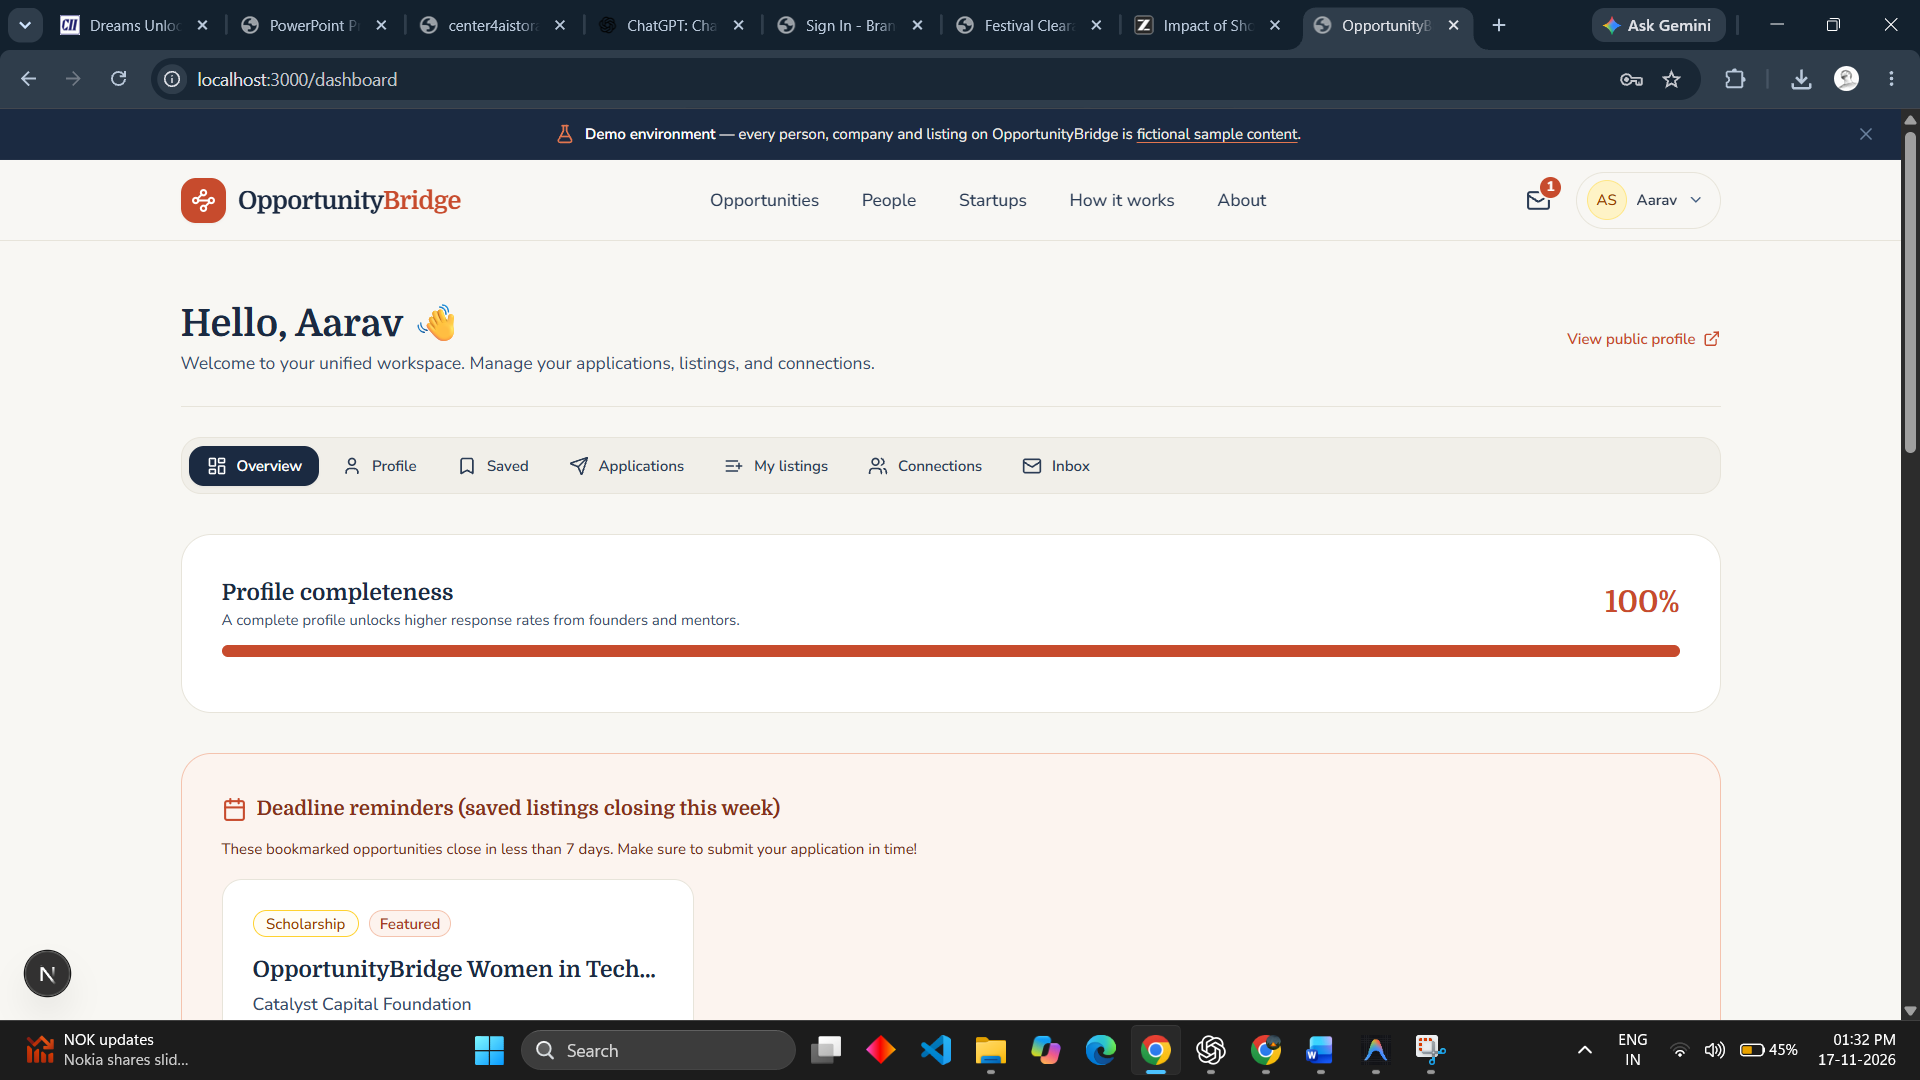 Dreams Unloc
PowerPoint P
center4aistor
ChatGPT: Cha
Sign In - Bran
Festival Cleara
Impact of Sho
OpportunityB
Ask Gemini
localhost:3000/dashboard
Demo environment — every person, company and listing on OpportunityBridge is fictional sample content.
OpportunityBridge
Opportunities
People
Startups
How it works
About
1
AS
Aarav
Hello, Aarav 👋
View public profile
Welcome to your unified workspace. Manage your applications, listings, and connections.
Overview
Profile
Saved
Applications
My listings
Connections
Inbox
Profile completeness
100%
A complete profile unlocks higher response rates from founders and mentors.
Deadline reminders (saved listings closing this week)
These bookmarked opportunities close in less than 7 days. Make sure to submit your application in time!
Scholarship
Featured
OpportunityBridge Women in Tech...
Catalyst Capital Foundation
N
NOK updates
Nokia shares slid...
Search
ENG
IN
45%
01:32 PM
17-11-2026